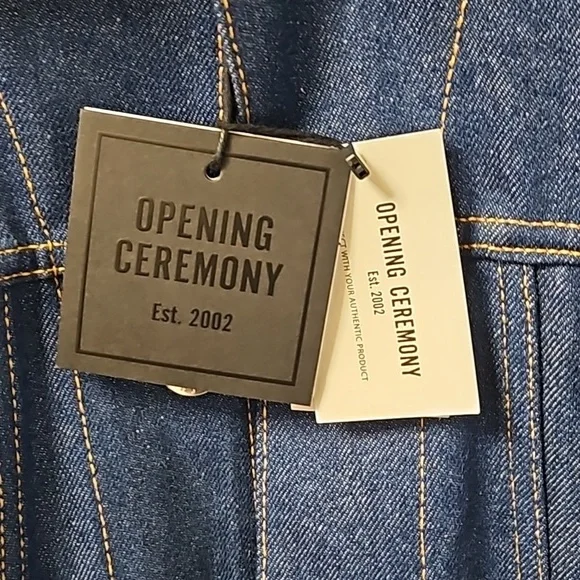 OPENING
CEREMONY
Est. 2002
OPENING CEREMONY
Est. 2002
WITH YOUR AUTHENTIC PRODUCT